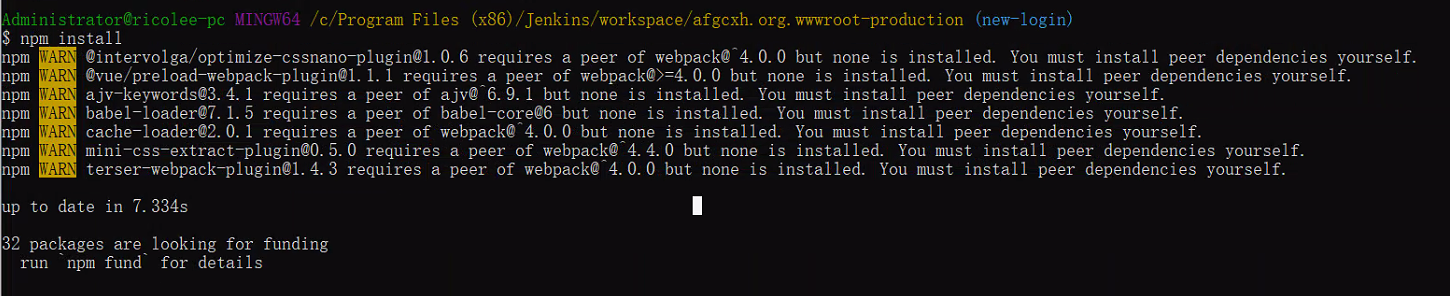 Administrator@ricolee-pc MINGW64 /c/Program Files (x86)/Jenkins/workspace/afgcxh.org.wwwroot-production (new-login)
$ npm install
npm WARN @intervolga/optimize-cssnano-plugin@1.0.6 requires a peer of webpack@^4.0.0 but none is installed. You must install peer dependencies yourself.
npm WARN @vue/preload-webpack-plugin@1.1.1 requires a peer of webpack@>=4.0.0 but none is installed. You must install peer dependencies yourself.
npm WARN ajv-keywords@3.4.1 requires a peer of ajv@^6.9.1 but none is installed. You must install peer dependencies yourself.
npm WARN babel-loader@7.1.5 requires a peer of babel-core@6 but none is installed. You must install peer dependencies yourself.
npm WARN cache-loader@2.0.1 requires a peer of webpack@^4.0.0 but none is installed. You must install peer dependencies yourself.
npm WARN mini-css-extract-plugin@0.5.0 requires a peer of webpack@^4.4.0 but none is installed. You must install peer dependencies yourself.
npm WARN terser-webpack-plugin@1.4.3 requires a peer of webpack@^4.0.0 but none is installed. You must install peer dependencies yourself.
up to date in 7.334s
32 packages are looking for funding
run `npm fund` for details